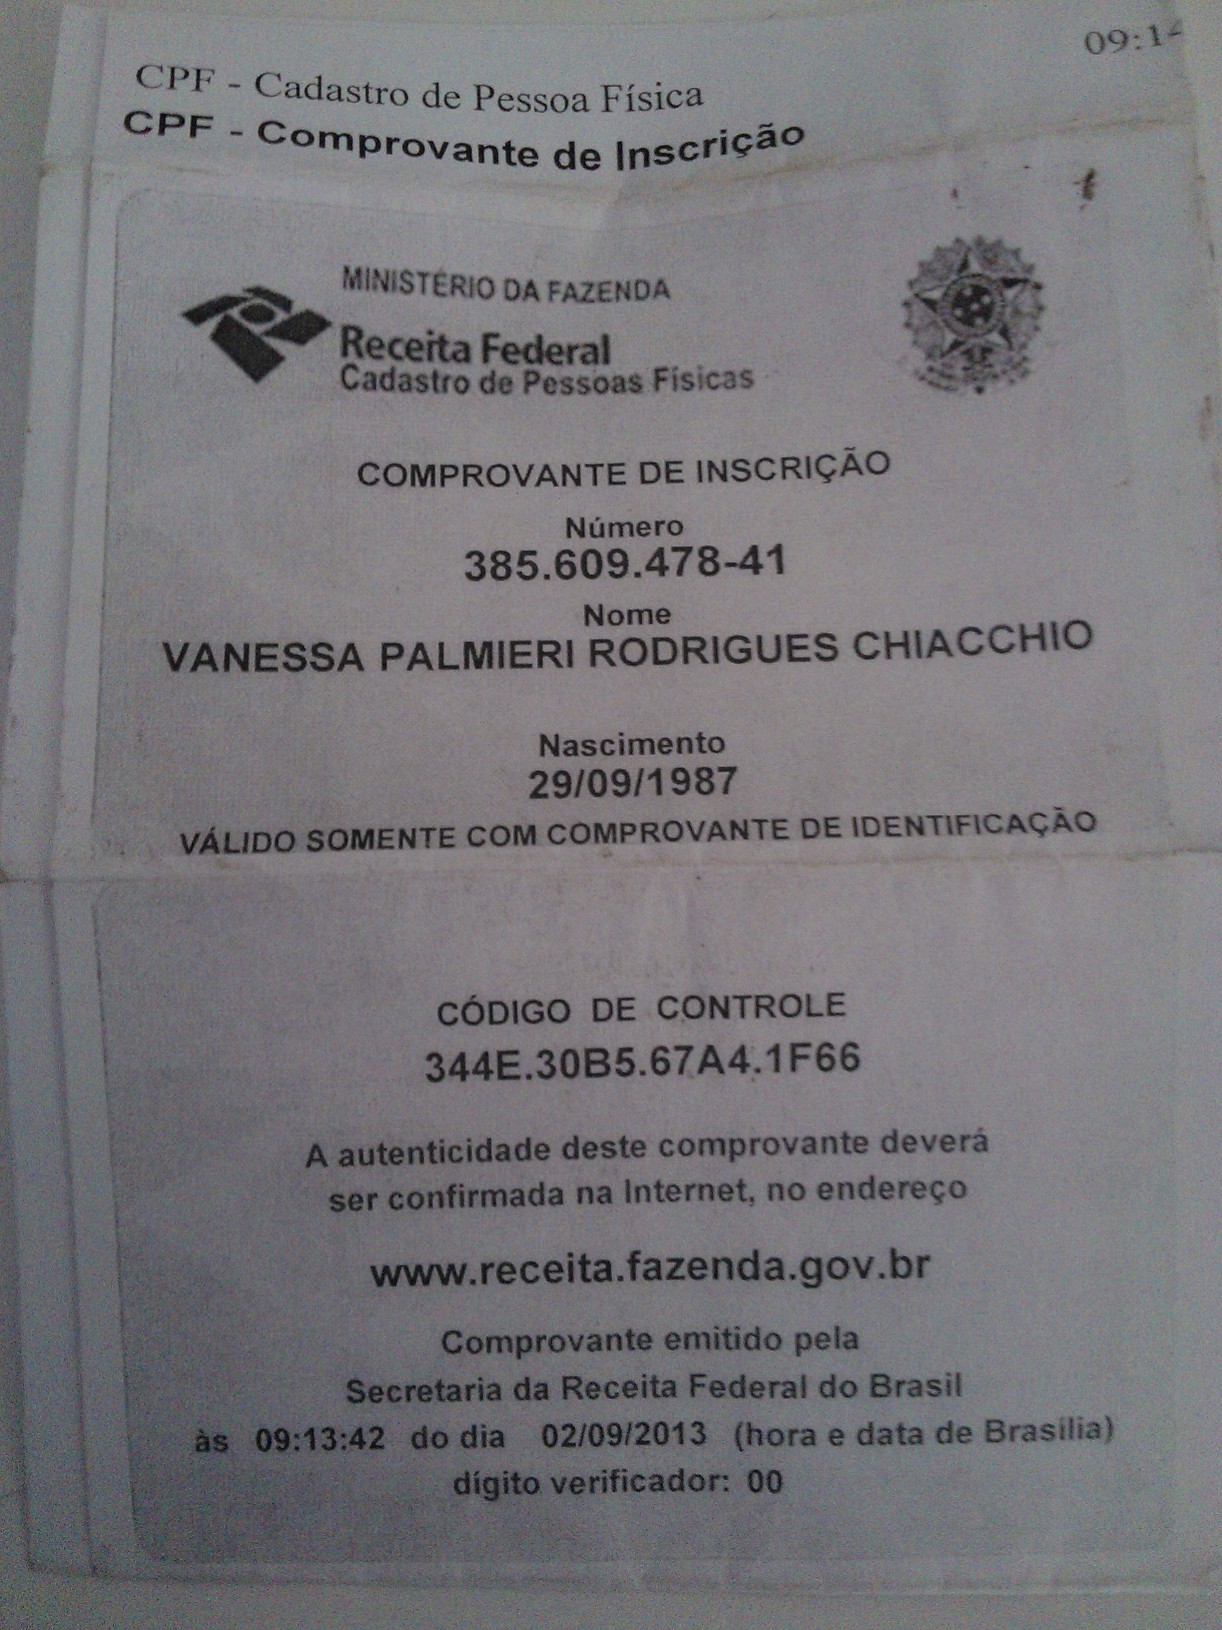 09:14
CPF - Cadastro de Pessoa Física
CPF - Comprovante de Inscrição
MINISTÉRIO DA FAZENDA
Receita Federal
Cadastro de Pessoas Físicas
COMPROVANTE DE INSCRIÇÃO
Número
385.609.478-41
Nome
VANESSA PALMIERI RODRIGUES CHIACCHIO
Nascimento
29/09/1987
VÁLIDO SOMENTE COM COMPROVANTE DE IDENTIFICAÇÃO
CÓDIGO DE CONTROLE
344E.30B5.67A4.1F66
A autenticidade deste comprovante deverá
ser confirmada na Internet, no endereço
www.receita.fazenda.gov.br
Comprovante emitido pela
Secretaria da Receita Federal do Brasil
às 09:13:42 do dia 02/09/2013 (hora e data de Brasília)
dígito verificador: 00